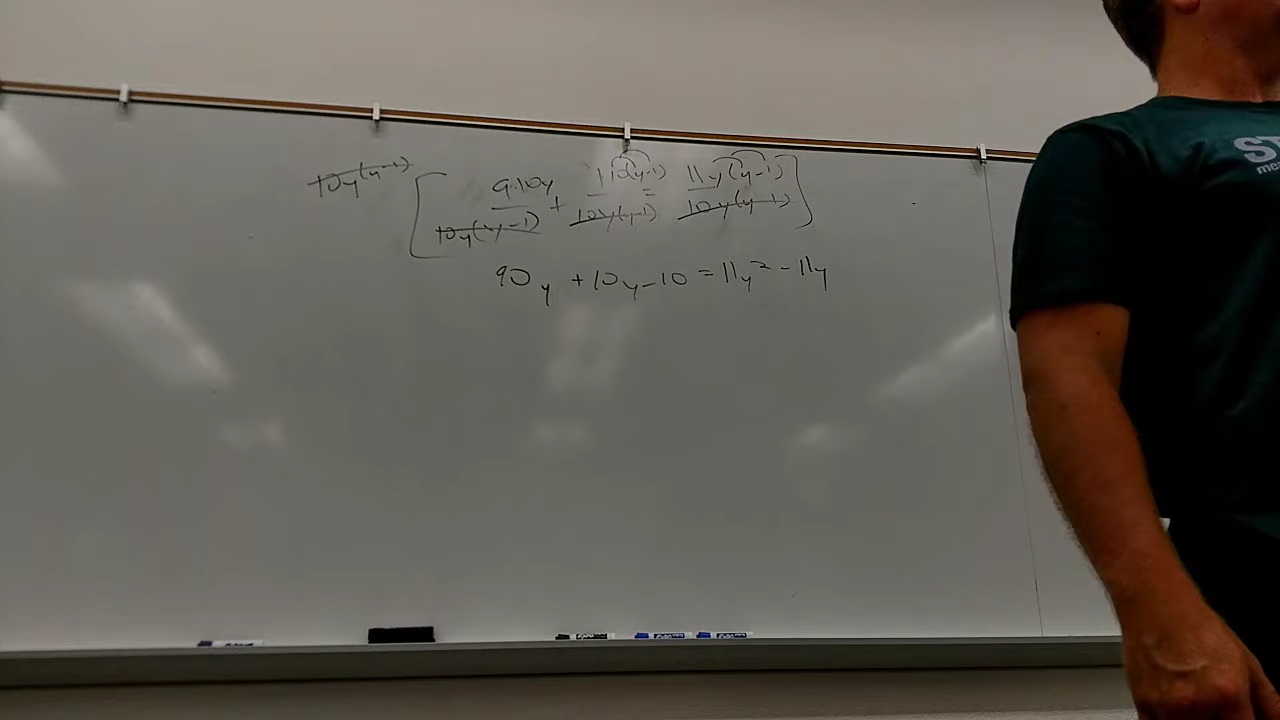 10y(y-1) [ 9·10y/10y(y-1) + 1·10(y-1)/10y(y-1) = 11y(y-1)/10y(y-1) ]
90y + 10y - 10 = 11y² - 11y